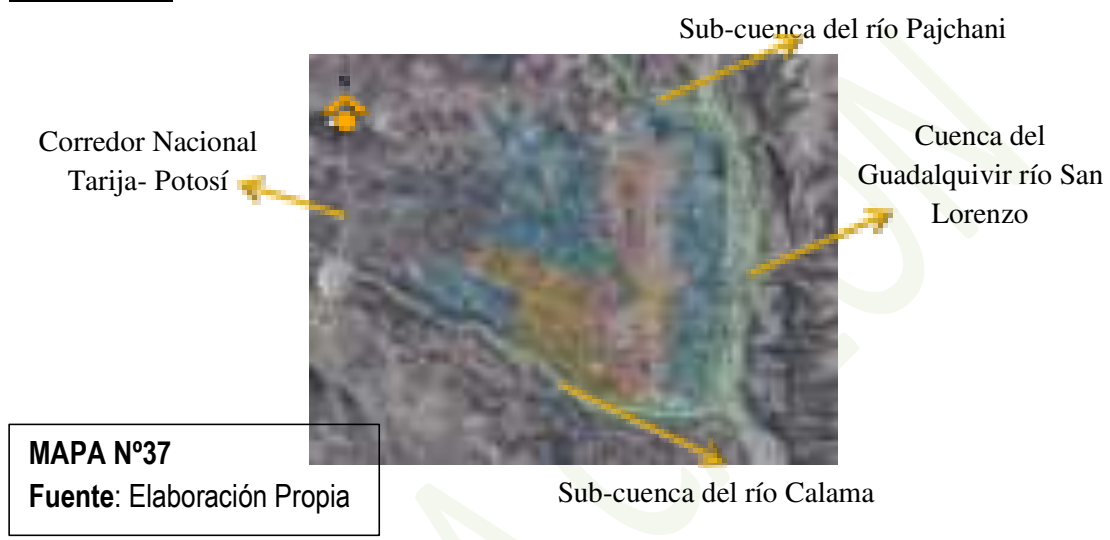 Sub-cuenca del río Pajchani
Corredor Nacional
Tarija- Potosí
Cuenca del
Guadalquivir río San
Lorenzo
Sub-cuenca del río Calama
MAPA Nº37
Fuente: Elaboración Propia